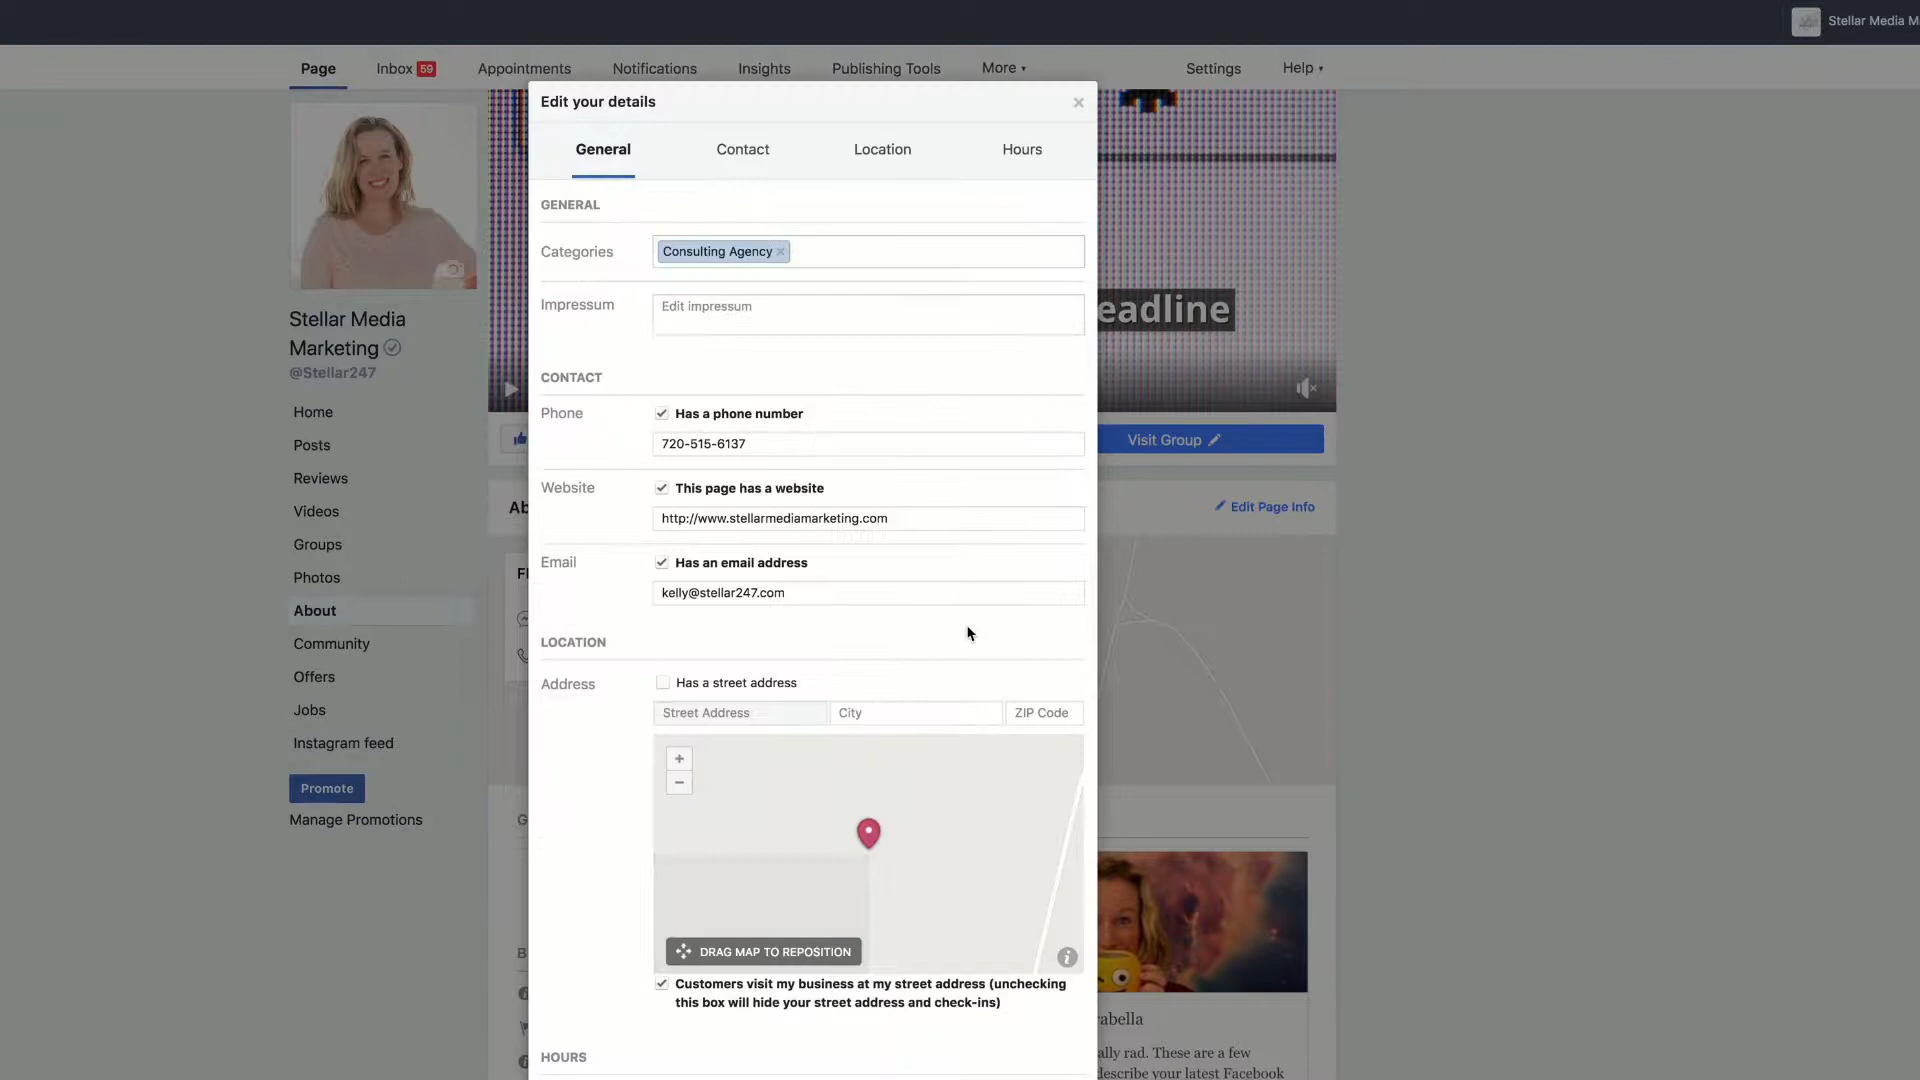 Stellar Media M
Page
Inbox 59
Appointments
Notifications
Insights
Publishing Tools
More
Settings
Help
Edit your details
General
Contact
Location
Hours
GENERAL
Categories
Consulting Agency
Impressum
Edit impressum
CONTACT
Phone
Has a phone number
720-515-6137
Website
This page has a website
http://www.stellarmediamarketing.com
Email
Has an email address
kelly@stellar247.com
LOCATION
Address
Has a street address
Street Address
City
ZIP Code
DRAG MAP TO REPOSITION
Customers visit my business at my street address (unchecking
this box will hide your street address and check-ins)
HOURS
Stellar Media
Marketing
@Stellar247
Home
Posts
Reviews
Videos
Groups
Photos
About
Community
Offers
Jobs
Instagram feed
Promote
Manage Promotions
eadline
Visit Group
Ab
Edit Page Info
FI
G
B
abella
ally rad. These are a few
describe your latest Facebook